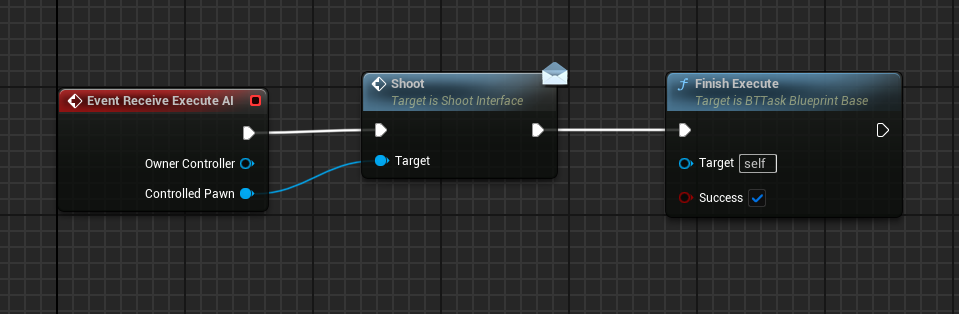 Event Receive Execute AI
Owner Controller
Controlled Pawn
Shoot
Target is Shoot Interface
Target
Finish Execute
Target is BTTask Blueprint Base
Target self
Success